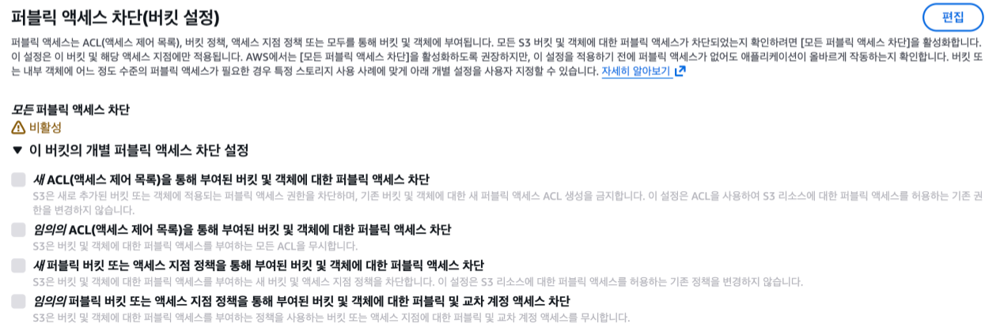 퍼블릭 액세스 차단(버킷 설정)
편집
퍼블릭 액세스는 ACL(액세스 제어 목록), 버킷 정책, 액세스 지점 정책 또는 모두를 통해 버킷 및 객체에 부여됩니다. 모든 S3 버킷 및 객체에 대한 퍼블릭 액세스가 차단되었는지 확인하려면 [모든 퍼블릭 액세스 차단]을 활성화합니다.
이 설정은 이 버킷 및 해당 액세스 지점에만 적용됩니다. AWS에서는 [모든 퍼블릭 액세스 차단]을 활성화하도록 권장하지만, 이 설정을 적용하기 전에 퍼블릭 액세스가 없어도 애플리케이션이 올바르게 작동하는지 확인합니다. 버킷 또
는 내부 객체에 어느 정도 수준의 퍼블릭 액세스가 필요한 경우 특정 스토리지 사용 사례에 맞게 아래 개별 설정을 사용자 지정할 수 있습니다. 자세히 알아보기
모든 퍼블릭 액세스 차단
비활성
▼ 이 버킷의 개별 퍼블릭 액세스 차단 설정
새 ACL(액세스 제어 목록)을 통해 부여된 버킷 및 객체에 대한 퍼블릭 액세스 차단
S3은 새로 추가된 버킷 또는 객체에 적용되는 퍼블릭 액세스 권한을 차단하며, 기존 버킷 및 객체에 대한 새 퍼블릭 액세스 ACL 생성을 금지합니다. 이 설정은 ACL을 사용하여 S3 리소스에 대한 퍼블릭 액세스를 허용하는 기존 권
한을 변경하지 않습니다.
임의의 ACL(액세스 제어 목록)을 통해 부여된 버킷 및 객체에 대한 퍼블릭 액세스 차단
S3은 버킷 및 객체에 대한 퍼블릭 액세스를 부여하는 모든 ACL을 무시합니다.
새 퍼블릭 버킷 또는 액세스 지점 정책을 통해 부여된 버킷 및 객체에 대한 퍼블릭 액세스 차단
S3은 버킷 및 객체에 대한 퍼블릭 액세스를 부여하는 새 버킷 및 액세스 지점 정책을 차단합니다. 이 설정은 S3 리소스에 대한 퍼블릭 액세스를 허용하는 기존 정책을 변경하지 않습니다.
임의의 퍼블릭 버킷 또는 액세스 지점 정책을 통해 부여된 버킷 및 객체에 대한 퍼블릭 및 교차 계정 액세스 차단
S3은 버킷 및 객체에 대한 퍼블릭 액세스를 부여하는 정책을 사용하는 버킷 또는 액세스 지점에 대한 퍼블릭 및 교차 계정 액세스를 무시합니다.